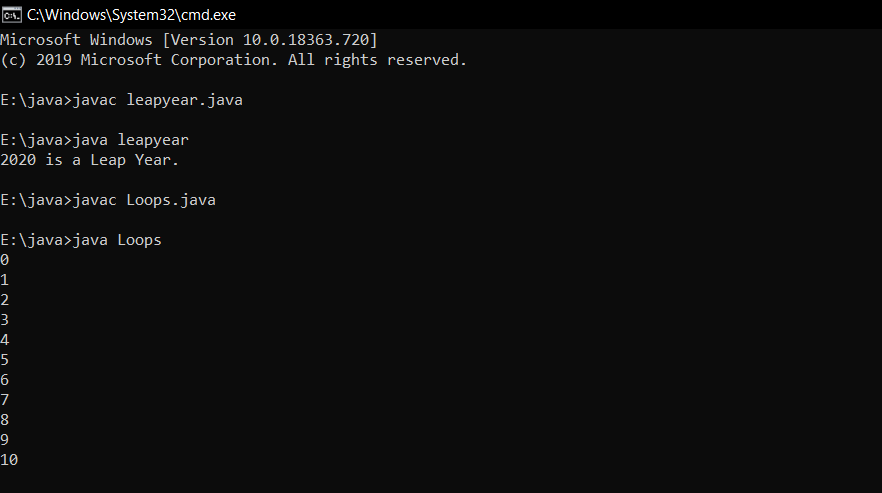 C:\Windows\System32\cmd.exe
Microsoft Windows [Version 10.0.18363.720]
(c) 2019 Microsoft Corporation. All rights reserved.
E:\java>javac leapyear.java
E:\java>java leapyear
2020 is a Leap Year.
E:\java>javac Loops.java
E:\java>java Loops
0
1
2
3
4
5
6
7
8
9
10